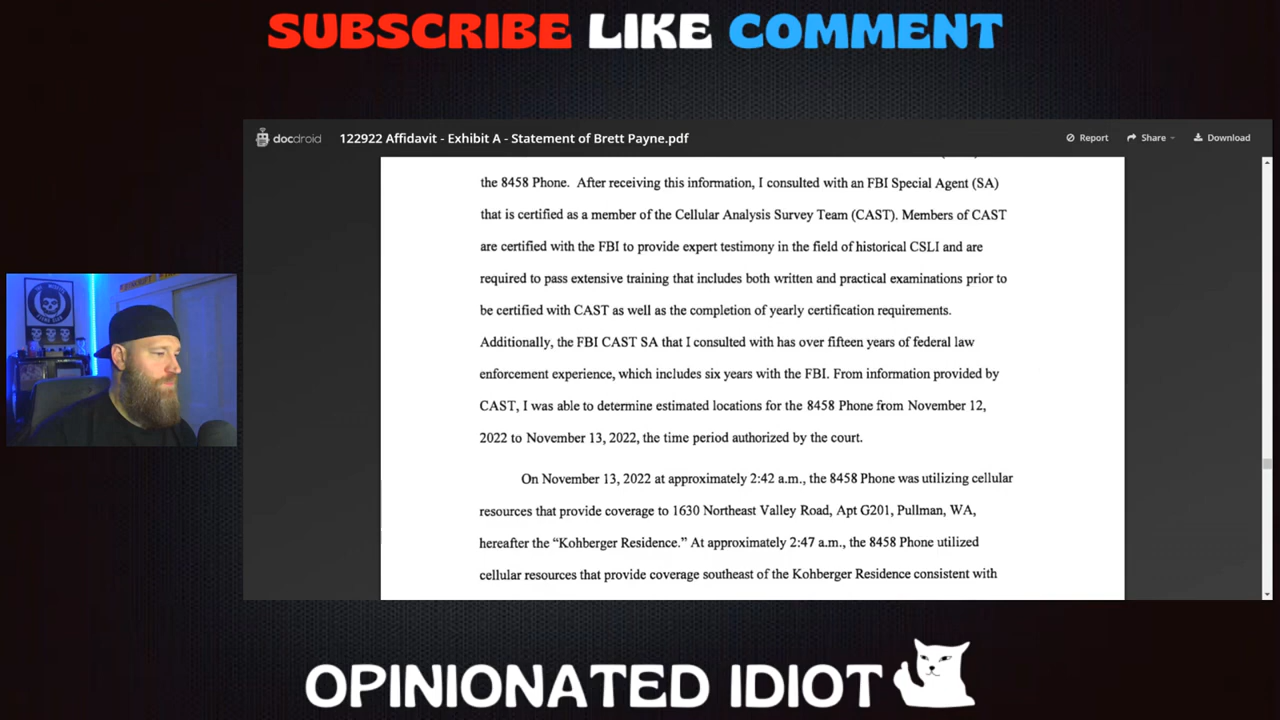 SUBSCRIBE LIKE COMMENT
docdroid
122922 Affidavit - Exhibit A - Statement of Brett Payne.pdf
Report
Share
Download
the 8458 Phone. After receiving this information, I consulted with an FBI Special Agent (SA)
that is certified as a member of the Cellular Analysis Survey Team (CAST). Members of CAST
are certified with the FBI to provide expert testimony in the field of historical CSLI and are
required to pass extensive training that includes both written and practical examinations prior to
be certified with CAST as well as the completion of yearly certification requirements.
Additionally, the FBI CAST SA that I consulted with has over fifteen years of federal law
enforcement experience, which includes six years with the FBI. From information provided by
CAST, I was able to determine estimated locations for the 8458 Phone from November 12,
2022 to November 13, 2022, the time period authorized by the court.
On November 13, 2022 at approximately 2:42 a.m., the 8458 Phone was utilizing cellular
resources that provide coverage to 1630 Northeast Valley Road, Apt G201, Pullman, WA,
hereafter the “Kohberger Residence.” At approximately 2:47 a.m., the 8458 Phone utilized
cellular resources that provide coverage southeast of the Kohberger Residence consistent with
OPINIONATED IDIOT